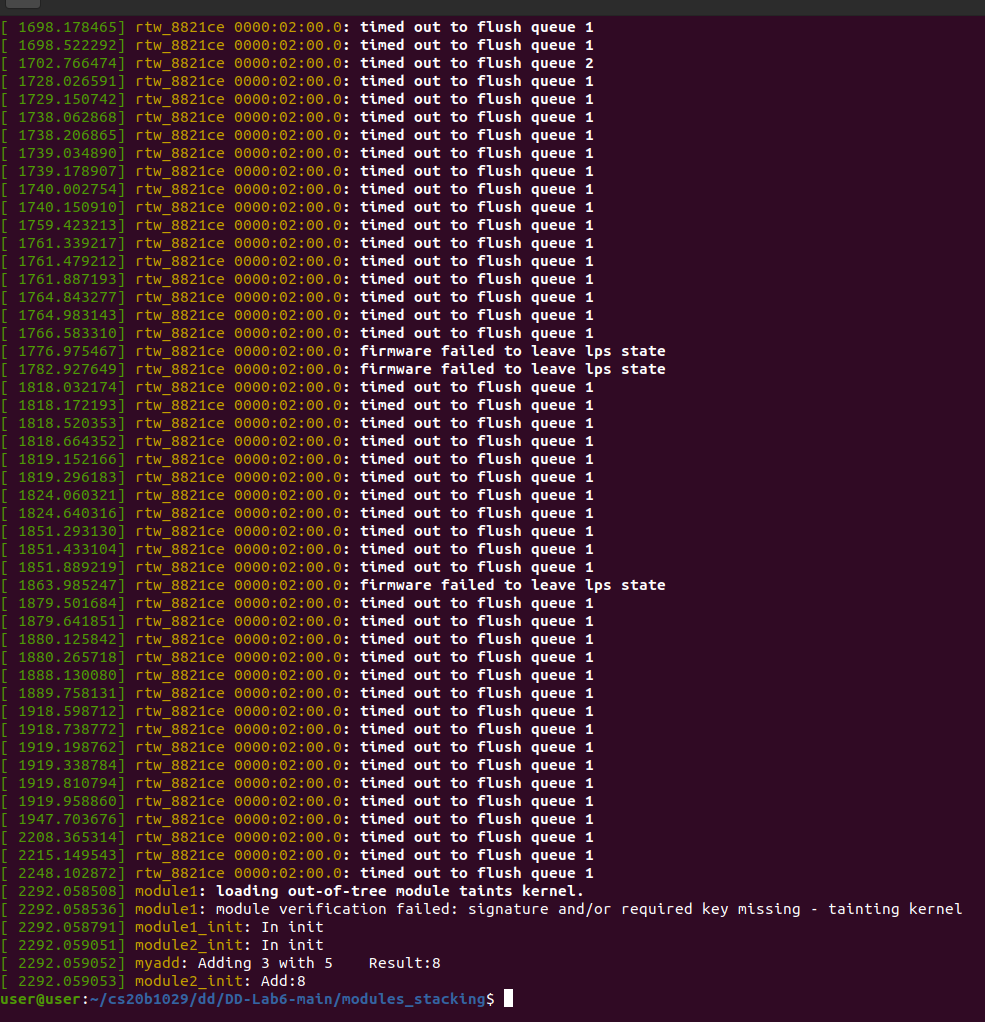 [ 1698.178465] rtw_8821ce 0000:02:00.0: timed out to flush queue 1
[ 1698.522292] rtw_8821ce 0000:02:00.0: timed out to flush queue 1
[ 1702.766474] rtw_8821ce 0000:02:00.0: timed out to flush queue 2
[ 1728.026591] rtw_8821ce 0000:02:00.0: timed out to flush queue 1
[ 1729.150742] rtw_8821ce 0000:02:00.0: timed out to flush queue 1
[ 1738.062868] rtw_8821ce 0000:02:00.0: timed out to flush queue 1
[ 1738.206865] rtw_8821ce 0000:02:00.0: timed out to flush queue 1
[ 1739.034890] rtw_8821ce 0000:02:00.0: timed out to flush queue 1
[ 1739.178907] rtw_8821ce 0000:02:00.0: timed out to flush queue 1
[ 1740.002754] rtw_8821ce 0000:02:00.0: timed out to flush queue 1
[ 1740.150910] rtw_8821ce 0000:02:00.0: timed out to flush queue 1
[ 1759.423213] rtw_8821ce 0000:02:00.0: timed out to flush queue 1
[ 1761.339217] rtw_8821ce 0000:02:00.0: timed out to flush queue 1
[ 1761.479212] rtw_8821ce 0000:02:00.0: timed out to flush queue 1
[ 1761.887193] rtw_8821ce 0000:02:00.0: timed out to flush queue 1
[ 1764.843277] rtw_8821ce 0000:02:00.0: timed out to flush queue 1
[ 1764.983143] rtw_8821ce 0000:02:00.0: timed out to flush queue 1
[ 1766.583310] rtw_8821ce 0000:02:00.0: timed out to flush queue 1
[ 1776.975467] rtw_8821ce 0000:02:00.0: firmware failed to leave lps state
[ 1782.927649] rtw_8821ce 0000:02:00.0: firmware failed to leave lps state
[ 1818.032174] rtw_8821ce 0000:02:00.0: timed out to flush queue 1
[ 1818.172193] rtw_8821ce 0000:02:00.0: timed out to flush queue 1
[ 1818.520353] rtw_8821ce 0000:02:00.0: timed out to flush queue 1
[ 1818.664352] rtw_8821ce 0000:02:00.0: timed out to flush queue 1
[ 1819.152166] rtw_8821ce 0000:02:00.0: timed out to flush queue 1
[ 1819.296183] rtw_8821ce 0000:02:00.0: timed out to flush queue 1
[ 1824.060321] rtw_8821ce 0000:02:00.0: timed out to flush queue 1
[ 1824.640316] rtw_8821ce 0000:02:00.0: timed out to flush queue 1
[ 1851.293130] rtw_8821ce 0000:02:00.0: timed out to flush queue 1
[ 1851.433104] rtw_8821ce 0000:02:00.0: timed out to flush queue 1
[ 1851.889219] rtw_8821ce 0000:02:00.0: timed out to flush queue 1
[ 1863.985247] rtw_8821ce 0000:02:00.0: firmware failed to leave lps state
[ 1879.501684] rtw_8821ce 0000:02:00.0: timed out to flush queue 1
[ 1879.641851] rtw_8821ce 0000:02:00.0: timed out to flush queue 1
[ 1880.125842] rtw_8821ce 0000:02:00.0: timed out to flush queue 1
[ 1880.265718] rtw_8821ce 0000:02:00.0: timed out to flush queue 1
[ 1888.130080] rtw_8821ce 0000:02:00.0: timed out to flush queue 1
[ 1889.758131] rtw_8821ce 0000:02:00.0: timed out to flush queue 1
[ 1918.598712] rtw_8821ce 0000:02:00.0: timed out to flush queue 1
[ 1918.738772] rtw_8821ce 0000:02:00.0: timed out to flush queue 1
[ 1919.198762] rtw_8821ce 0000:02:00.0: timed out to flush queue 1
[ 1919.338784] rtw_8821ce 0000:02:00.0: timed out to flush queue 1
[ 1919.810794] rtw_8821ce 0000:02:00.0: timed out to flush queue 1
[ 1919.958860] rtw_8821ce 0000:02:00.0: timed out to flush queue 1
[ 1947.703676] rtw_8821ce 0000:02:00.0: timed out to flush queue 1
[ 2208.365314] rtw_8821ce 0000:02:00.0: timed out to flush queue 1
[ 2215.149543] rtw_8821ce 0000:02:00.0: timed out to flush queue 1
[ 2248.102872] rtw_8821ce 0000:02:00.0: timed out to flush queue 1
[ 2292.058508] module1: loading out-of-tree module taints kernel.
[ 2292.058536] module1: module verification failed: signature and/or required key missing - tainting kernel
[ 2292.058791] module1_init: In init
[ 2292.059051] module2_init: In init
[ 2292.059052] myadd: Adding 3 with 5    Result:8
[ 2292.059053] module2_init: Add:8
user@user:~/cs20b1029/dd/DD-Lab6-main/modules_stacking$